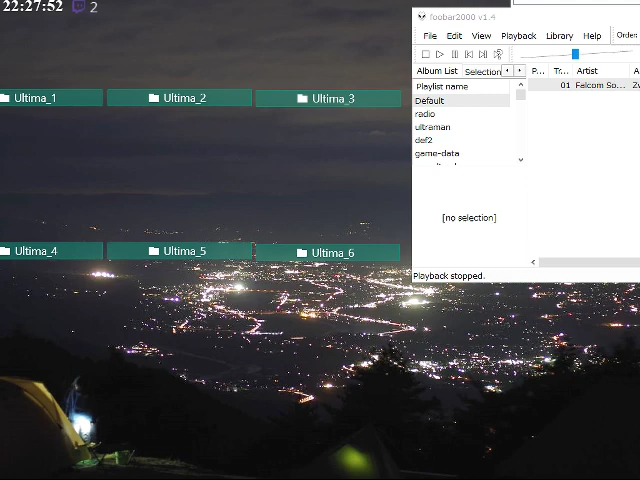 22:27:52 2
foobar2000 v1.4
File Edit View Playback Library Help Order:
Album List Selection P... Tr... Artist A
Playlist name
01 Falcom So... Zw
Default
radio
ultraman
def2
game-data
[no selection]
Playback stopped.
Ultima_1 Ultima_2 Ultima_3
Ultima_4 Ultima_5 Ultima_6